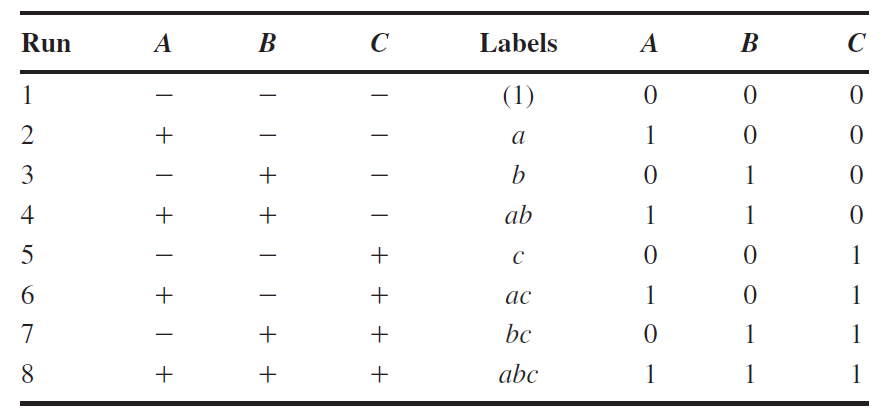 Run A B C Labels A B C
1 − − − (1) 0 0 0
2 + − − a 1 0 0
3 − + − b 0 1 0
4 + + − ab 1 1 0
5 − − + c 0 0 1
6 + − + ac 1 0 1
7 − + + bc 0 1 1
8 + + + abc 1 1 1